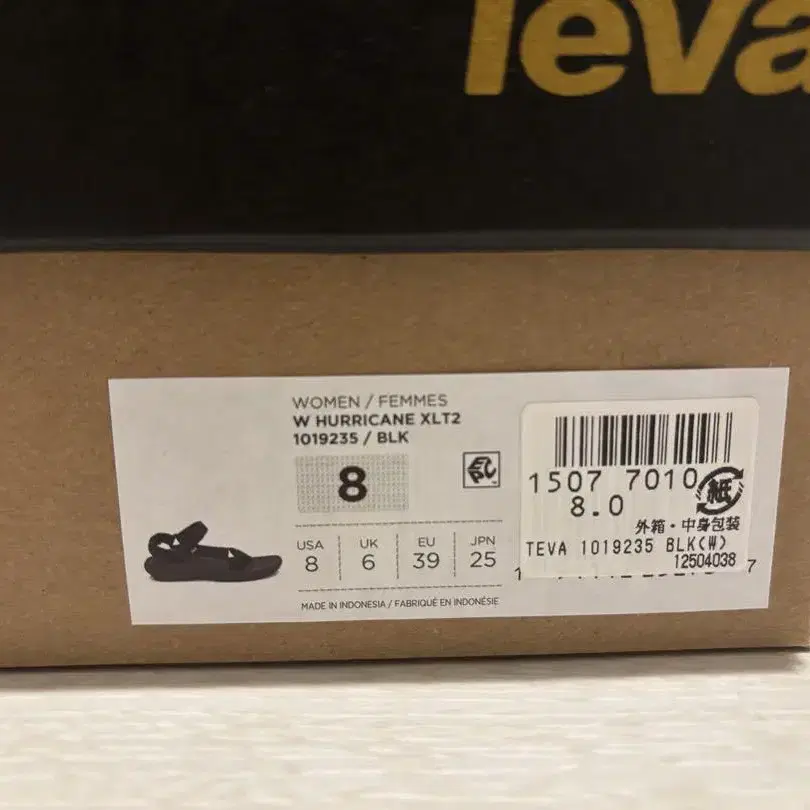 Teva
WOMEN / FEMMES
W HURRICANE XLT2
1019235 / BLK
8
USA UK EU JPN
8 6 39 25
MADE IN INDONESIA / FABRIQUÉ EN INDONÉSIE
1507 7010
8.0
紙
外箱・中身包装
TEVA 1019235 BLK(W)
12504038